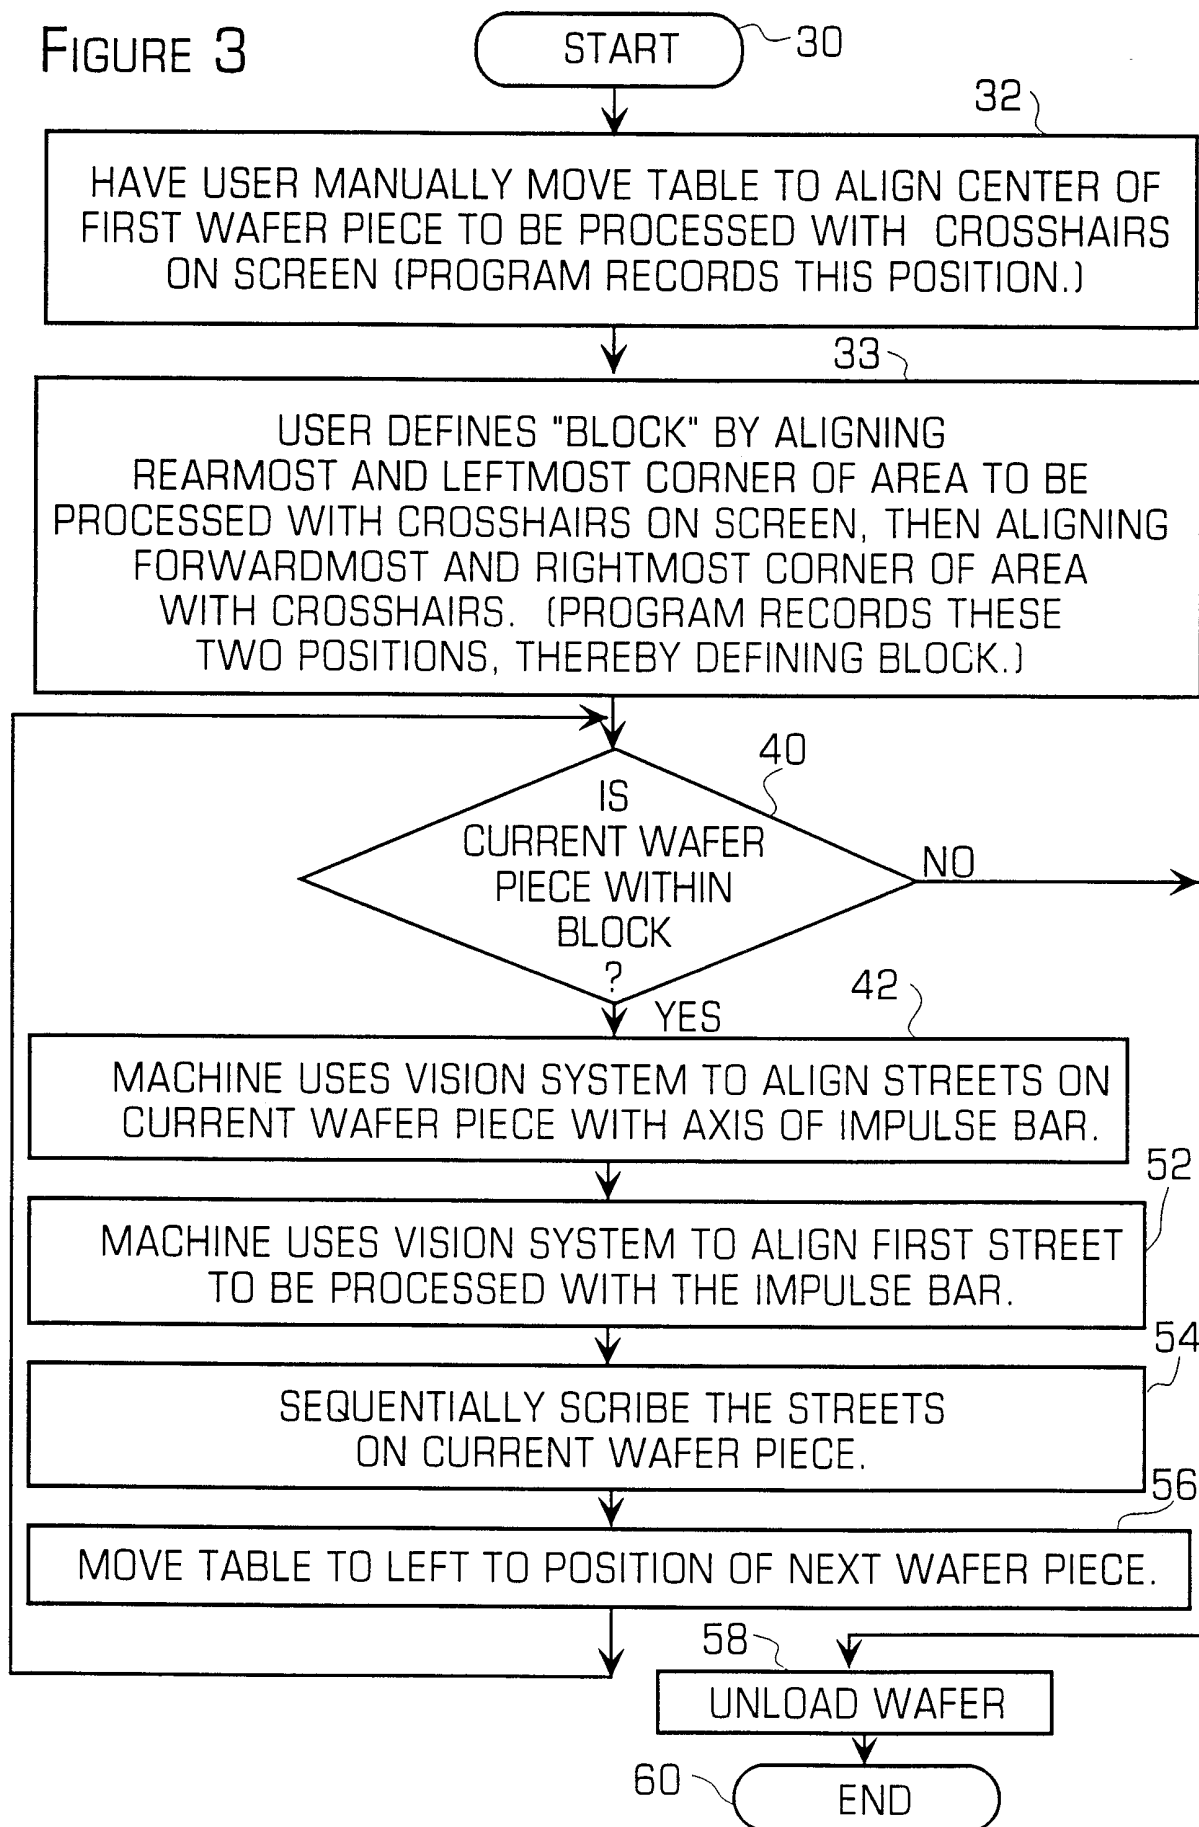 FIGURE 3
START
30
32
HAVE USER MANUALLY MOVE TABLE TO ALIGN CENTER OF
FIRST WAFER PIECE TO BE PROCESSED WITH CROSSHAIRS
ON SCREEN (PROGRAM RECORDS THIS POSITION.)
33
USER DEFINES "BLOCK" BY ALIGNING
REARMOST AND LEFTMOST CORNER OF AREA TO BE
PROCESSED WITH CROSSHAIRS ON SCREEN, THEN ALIGNING
FORWARDMOST AND RIGHTMOST CORNER OF AREA
WITH CROSSHAIRS. (PROGRAM RECORDS THESE
TWO POSITIONS, THEREBY DEFINING BLOCK.)
40
IS
CURRENT WAFER
PIECE WITHIN
BLOCK
?
NO
YES
42
MACHINE USES VISION SYSTEM TO ALIGN STREETS ON
CURRENT WAFER PIECE WITH AXIS OF IMPULSE BAR.
52
MACHINE USES VISION SYSTEM TO ALIGN FIRST STREET
TO BE PROCESSED WITH THE IMPULSE BAR.
54
SEQUENTIALLY SCRIBE THE STREETS
ON CURRENT WAFER PIECE.
56
MOVE TABLE TO LEFT TO POSITION OF NEXT WAFER PIECE.
58
UNLOAD WAFER
60
END